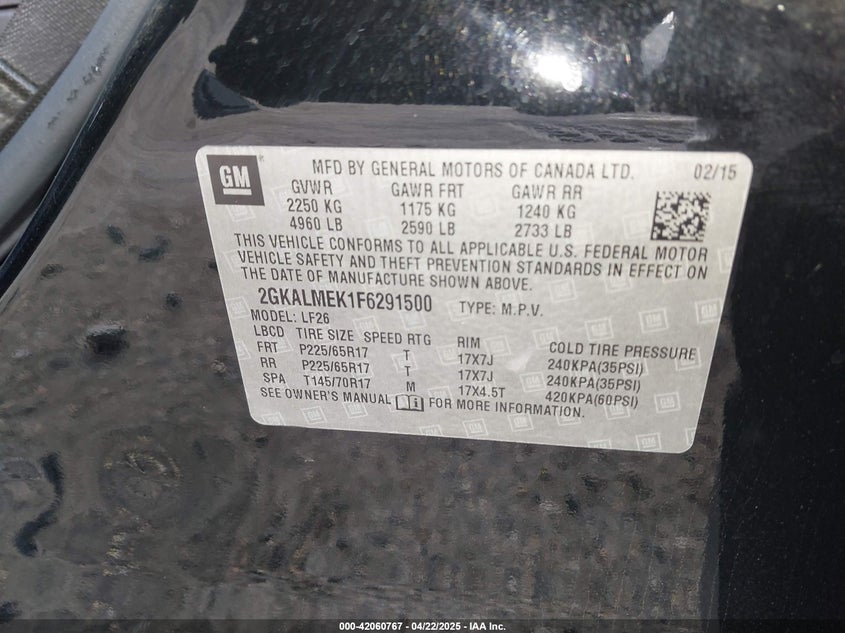 GM
MFD BY GENERAL MOTORS OF CANADA LTD. 02/15
GVWR GAWR FRT GAWR RR
2250 KG 1175 KG 1240 KG
4960 LB 2590 LB 2733 LB
THIS VEHICLE CONFORMS TO ALL APPLICABLE U.S. FEDERAL MOTOR
VEHICLE SAFETY AND THEFT PREVENTION STANDARDS IN EFFECT ON
THE DATE OF MANUFACTURE SHOWN ABOVE.
2GKALMEK1F6291500 TYPE: M.P.V.
MODEL: LF26
LBCD TIRE SIZE SPEED RTG RIM COLD TIRE PRESSURE
FRT P225/65R17 T 17X7J 240KPA(35PSI)
RR P225/65R17 T 17X7J 240KPA(35PSI)
SPA T145/70R17 M 17X4.5T 420KPA(60PSI)
SEE OWNER'S MANUAL FOR MORE INFORMATION.
000-42060767 - 04/22/2025 - IAA Inc.